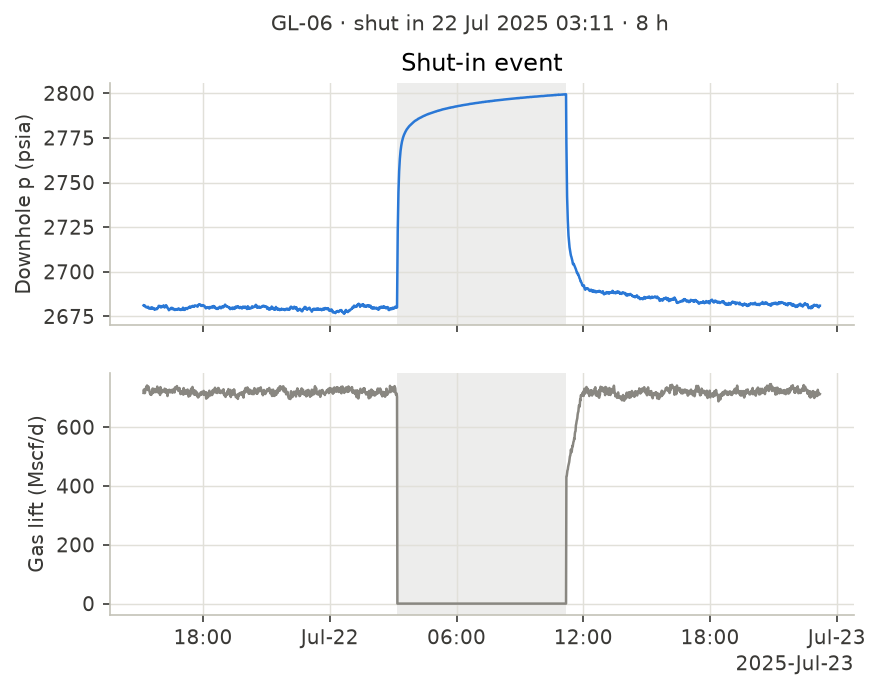 GL-06 · shut in 22 Jul 2025 03:11 · 8 h
Shut-in event
Downhole p (psia)
2800
2775
2750
2725
2700
2675
Gas lift (Mscf/d)
600
400
200
0
18:00 Jul-22 06:00 12:00 18:00 Jul-23
2025-Jul-23